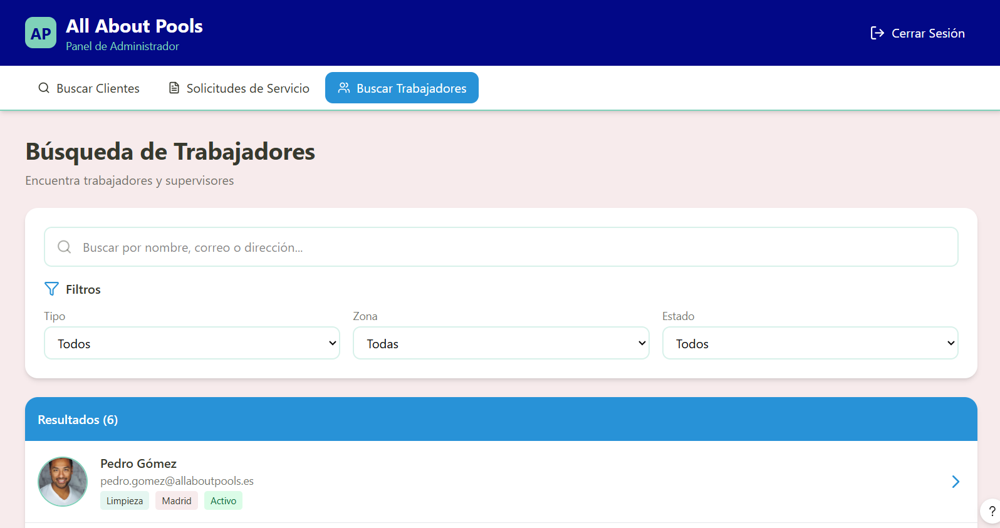 AP
All About Pools
Panel de Administrador
Cerrar Sesión
Buscar Clientes
Solicitudes de Servicio
Buscar Trabajadores
Búsqueda de Trabajadores
Encuentra trabajadores y supervisores
Buscar por nombre, correo o dirección...
Filtros
Tipo
Zona
Estado
Todos
Todas
Todos
Resultados (6)
Pedro Gómez
pedro.gomez@allaboutpools.es
Limpieza
Madrid
Activo
?